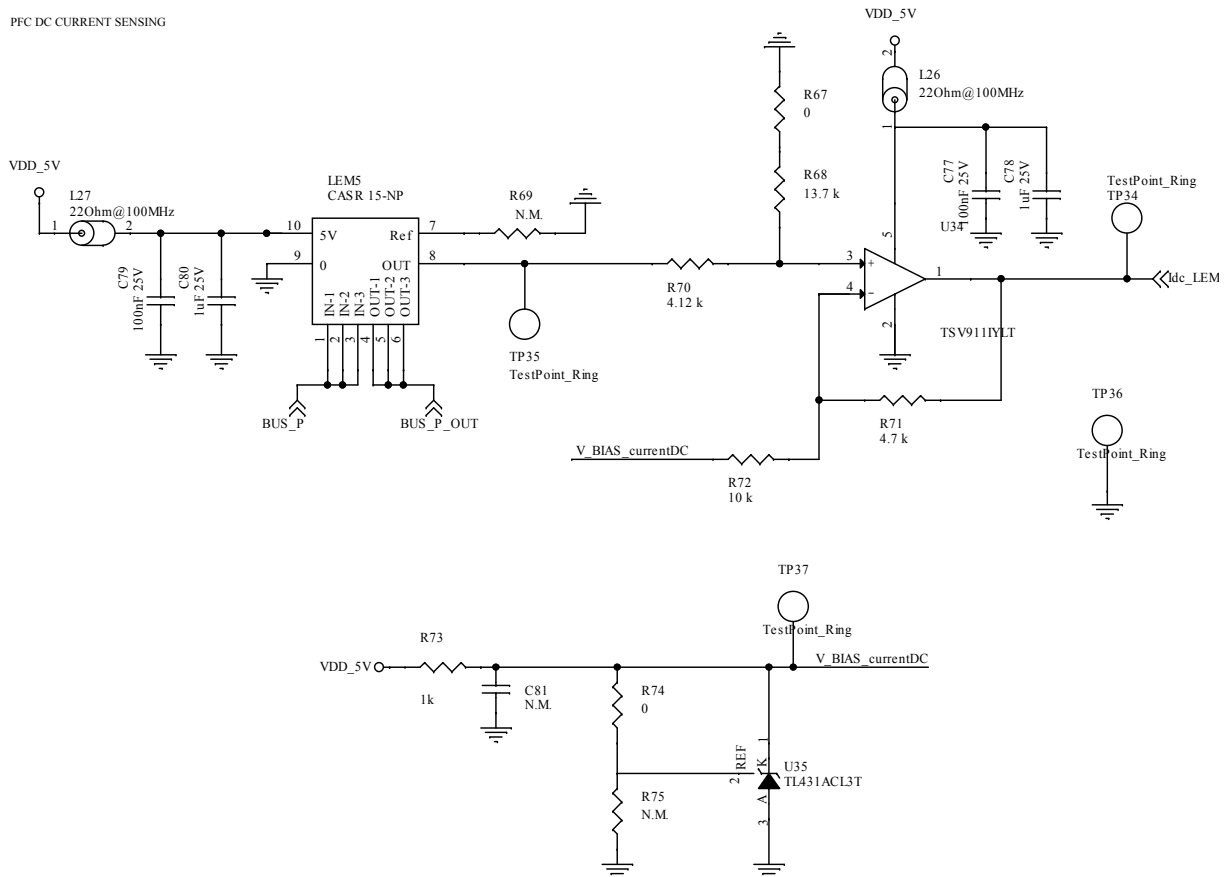 PFC DC CURRENT SENSING
VDD_5V
2
L26
22Ohm@100MHz
1
R67
0
R68
13.7 k
C77
100nF 25V
C78
1uF 25V
TestPoint_Ring
TP34
VDD_5V
L27
22Ohm@100MHz
1
2
C79
100nF 25V
C80
1uF 25V
LEM5
CASR 15-NP
10
5V
9
0
Ref
7
OUT
8
IN-1
IN-2
IN-3
OUT-1
OUT-2
OUT-3
1
2
3
4
5
6
BUS_P
BUS_P_OUT
R69
N.M.
TP35
TestPoint_Ring
R70
4.12 k
U34
5
3
+
4
−
1
2
TSV911IYLT
Idc_LEM
R71
4.7 k
V_BIAS_currentDC
R72
10 k
TP36
TestPoint_Ring
TP37
TestPoint_Ring
VDD_5V
R73
1k
C81
N.M.
R74
0
R75
N.M.
V_BIAS_currentDC
1
K
2
REF
A
3
U35
TL431ACL3T